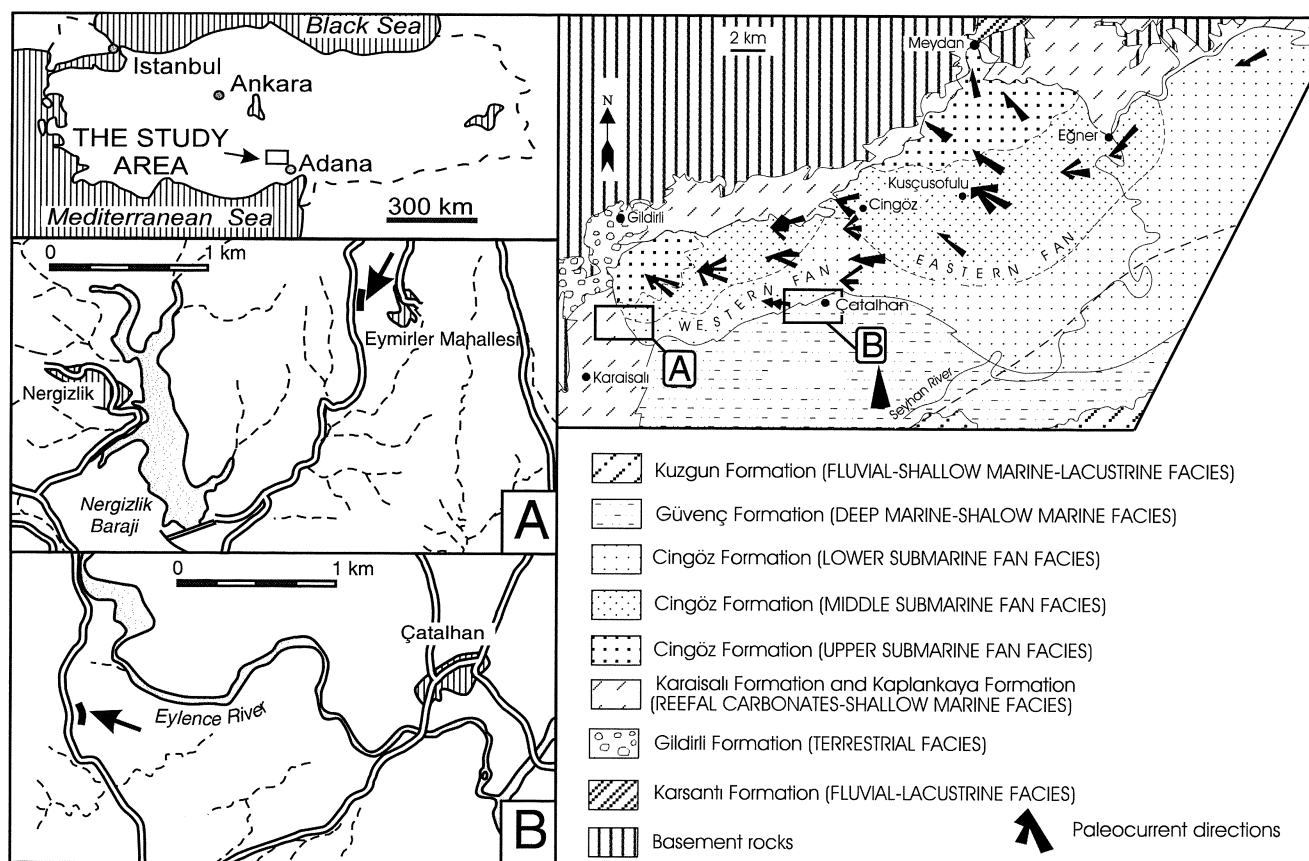 Black Sea
Istanbul
Ankara
THE STUDY
AREA
Adana
300 km
Mediterranean Sea
0 1 km
Eymirler Mahallesi
Nergizlik
Nergizlik
Baraji
A
0 1 km
Çatalhan
Eylence River
B
2 km
Meydan
N
Eğner
Kusçusofulu
Cingöz
Gildirli
EASTERN FAN
WESTERN FAN
Çatalhan
B
A
Karaisalı
Seyhan River
Kuzgun Formation (FLUVIAL-SHALLOW MARINE-LACUSTRINE FACIES)
Güvenç Formation (DEEP MARINE-SHALOW MARINE FACIES)
Cingöz Formation (LOWER SUBMARINE FAN FACIES)
Cingöz Formation (MIDDLE SUBMARINE FAN FACIES)
Cingöz Formation (UPPER SUBMARINE FAN FACIES)
Karaisalı Formation and Kaplankaya Formation
(REEFAL CARBONATES-SHALLOW MARINE FACIES)
Gildirli Formation (TERRESTRIAL FACIES)
Karsantı Formation (FLUVIAL-LACUSTRINE FACIES)
Basement rocks
Paleocurrent directions